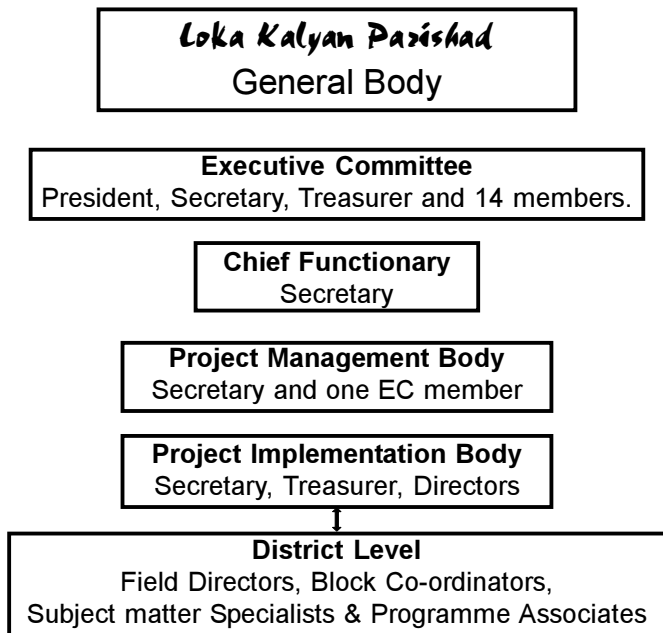 Loka Kalyan Parishad
General Body
Executive Committee
President, Secretary, Treasurer and 14 members.
Chief Functionary
Secretary
Project Management Body
Secretary and one EC member
Project Implementation Body
Secretary, Treasurer, Directors
District Level
Field Directors, Block Co-ordinators,
Subject matter Specialists & Programme Associates